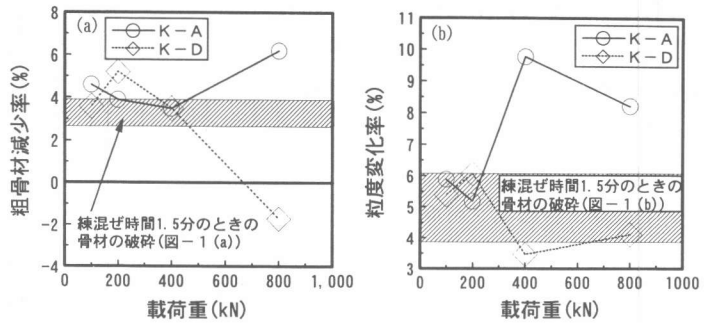 (a)
K-A
K-D
8
6
4
2
0
-2
-4
粗骨材減少率(%)
練混ぜ時間1.5分のときの
骨材の破砕(図-1(a))
0 200 400 600 800 1,000
載荷重(kN)
(b)
K-A
K-D
11
10
9
8
7
6
5
4
3
粒度変化率(%)
練混ぜ時間1.5分のときの
骨材の破砕(図-1(b))
0 200 400 600 800 1000
載荷重(kN)